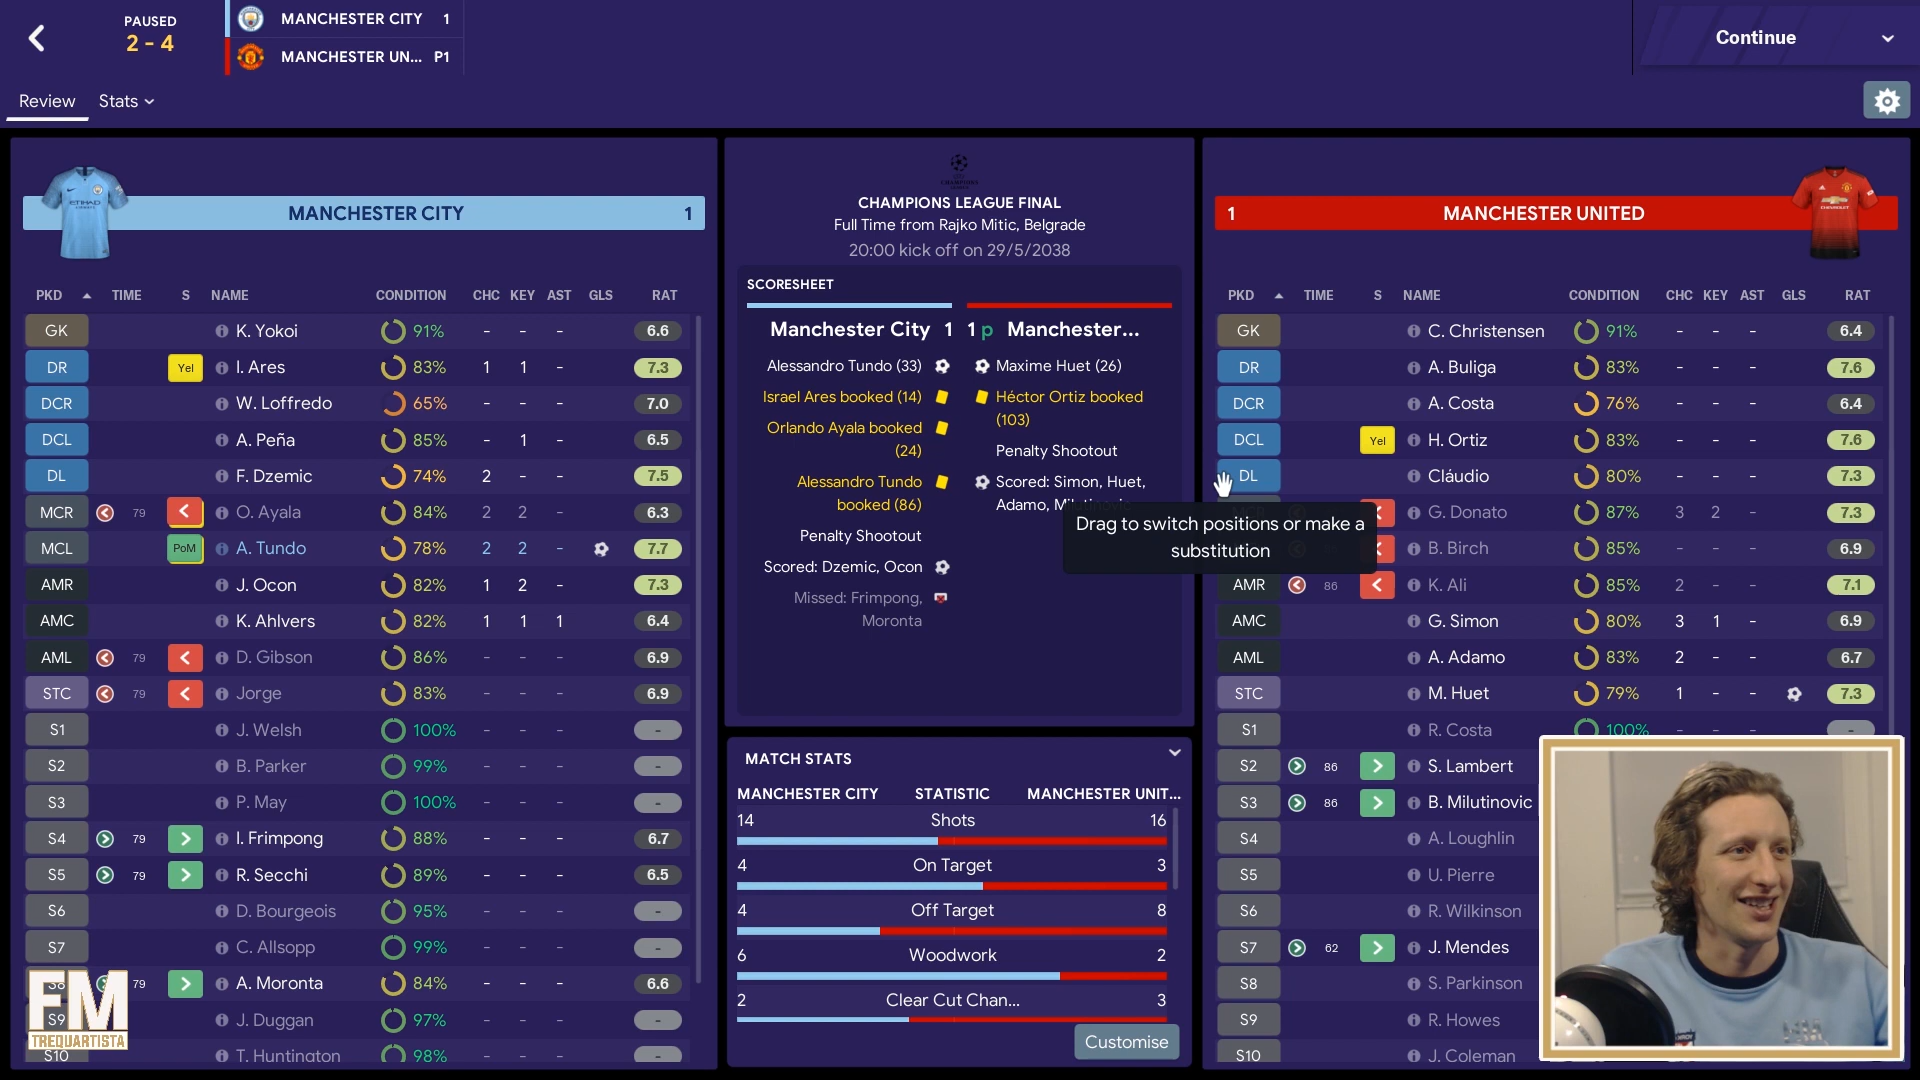 PAUSED
2 - 4
MANCHESTER CITY 1
MANCHESTER UN... P1
Continue
Review Stats
MANCHESTER CITY 1
PKD TIME S NAME CONDITION CHC KEY AST GLS RAT
GK K. Yokoi 91% - - - 6.6
DR Yel I. Ares 83% 1 1 - 7.3
DCR W. Loffredo 65% - - - 7.0
DCL A. Peña 85% - 1 - 6.5
DL F. Dzemic 74% 2 - - 7.5
MCR 79 O. Ayala 84% 2 2 - 6.3
MCL PoM A. Tundo 78% 2 2 - 7.7
AMR J. Ocon 82% 1 2 - 7.3
AMC K. Ahlvers 82% 1 1 1 6.4
AML 79 D. Gibson 86% - - - 6.9
STC 79 Jorge 83% - - - 6.9
S1 J. Welsh 100% - - - -
S2 B. Parker 99% - - - -
S3 P. May 100% - - - -
S4 79 I. Frimpong 88% - - - 6.7
S5 79 R. Secchi 89% - - - 6.5
S6 D. Bourgeois 95% - - - -
S7 C. Allsopp 99% - - - -
S8 79 A. Moronta 84% - - - 6.6
S9 J. Duggan 97% - - - -
S10 T. Huntington 98% - - - -
FM
TREQUARTISTA
CHAMPIONS LEAGUE FINAL
Full Time from Rajko Mitic, Belgrade
20:00 kick off on 29/5/2038
SCORESHEET
Manchester City 1 1 p Manchester...
Alessandro Tundo (33)
Israel Ares booked (14)
Orlando Ayala booked
(24)
Alessandro Tundo
booked (86)
Penalty Shootout
Scored: Dzemic, Ocon
Missed: Frimpong,
Moronta
Maxime Huet (26)
Héctor Ortiz booked
(103)
Penalty Shootout
Scored: Simon, Huet,
Adamo, Milutinovic
Drag to switch positions or make a
substitution
MATCH STATS
MANCHESTER CITY STATISTIC MANCHESTER UNIT...
14 Shots 16
4 On Target 3
4 Off Target 8
6 Woodwork 2
2 Clear Cut Chan... 3
Customise
1 MANCHESTER UNITED
PKD TIME S NAME CONDITION CHC KEY AST GLS RAT
GK C. Christensen 91% - - - 6.4
DR A. Buliga 83% - - - 7.6
DCR A. Costa 76% - - - 6.4
DCL Yel H. Ortiz 83% - - - 7.6
DL Cláudio 80% - - - 7.3
G. Donato 87% 3 2 - 7.3
B. Birch 85% - - - 6.9
AMR 86 K. Ali 85% 2 - - 7.1
AMC G. Simon 80% 3 1 - 6.9
AML A. Adamo 83% 2 - - 6.7
STC M. Huet 79% 1 - - 7.3
S1 R. Costa 100% - - - -
S2 86 S. Lambert
S3 86 B. Milutinovic
S4 A. Loughlin
S5 U. Pierre
S6 R. Wilkinson
S7 62 J. Mendes
S8 S. Parkinson
S9 R. Howes
S10 J. Coleman